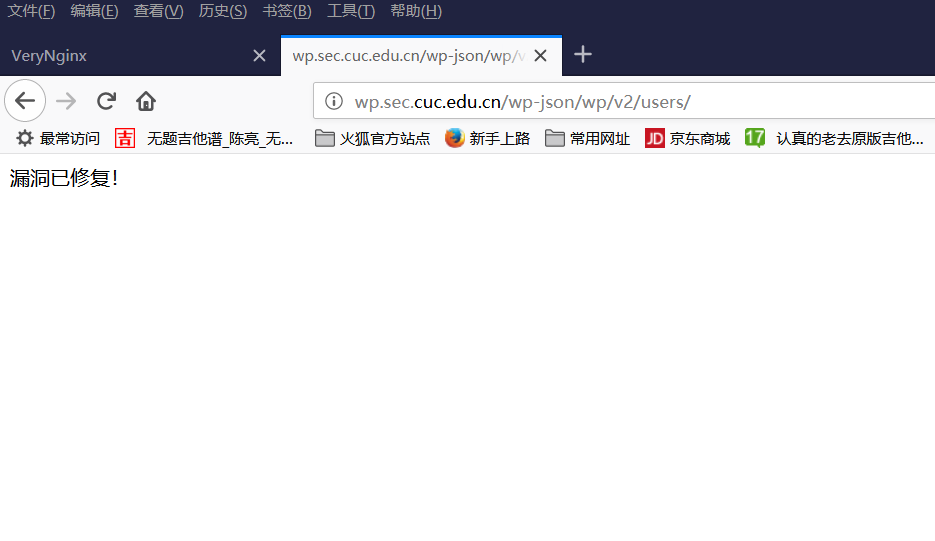 文件(F) 编辑(E) 查看(V) 历史(S) 书签(B) 工具(T) 帮助(H)
VeryNginx wp.sec.cuc.edu.cn/wp-json/wp/v
wp.sec.cuc.edu.cn/wp-json/wp/v2/users/
最常访问 吉 无题吉他谱_陈亮_无... 火狐官方站点 新手上路 常用网址 JD 京东商城 17 认真的老去原版吉他...
漏洞已修复！